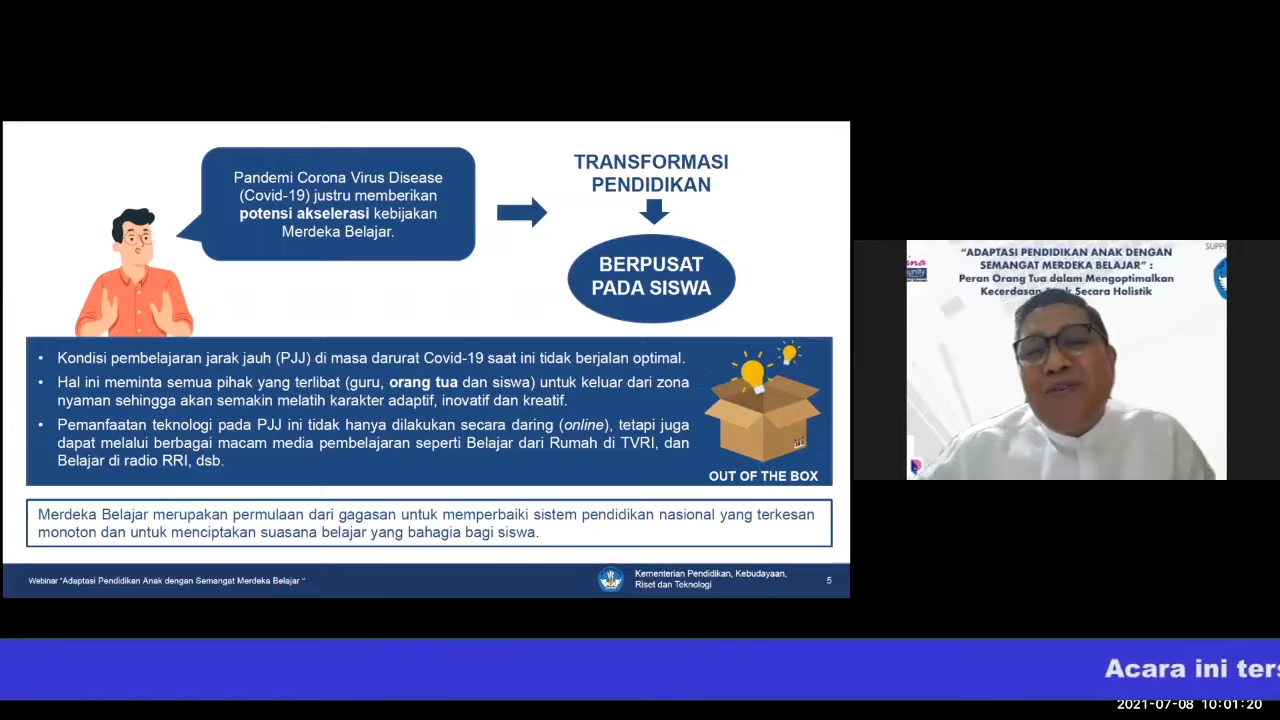 Pandemi Corona Virus Disease
(Covid-19) justru memberikan
potensi akselerasi kebijakan
Merdeka Belajar.
TRANSFORMASI
PENDIDIKAN
BERPUSAT
PADA SISWA
• Kondisi pembelajaran jarak jauh (PJJ) di masa darurat Covid-19 saat ini tidak berjalan optimal.
• Hal ini meminta semua pihak yang terlibat (guru, orang tua dan siswa) untuk keluar dari zona
nyaman sehingga akan semakin melatih karakter adaptif, inovatif dan kreatif.
• Pemanfaatan teknologi pada PJJ ini tidak hanya dilakukan secara daring (online), tetapi juga
dapat melalui berbagai macam media pembelajaran seperti Belajar dari Rumah di TVRI, dan
Belajar di radio RRI, dsb.
OUT OF THE BOX
Merdeka Belajar merupakan permulaan dari gagasan untuk memperbaiki sistem pendidikan nasional yang terkesan
monoton dan untuk menciptakan suasana belajar yang bahagia bagi siswa.
Webinar "Adaptasi Pendidikan Anak dengan Semangat Merdeka Belajar "
Kementerian Pendidikan, Kebudayaan,
Riset dan Teknologi
5
"ADAPTASI PENDIDIKAN ANAK DENGAN
SEMANGAT MERDEKA BELAJAR" :
Peran Orang Tua dalam Mengoptimalkan
Kecerdasan Secara Holistik
SUPPO
Acara ini ters
2021-07-08 10:01:20